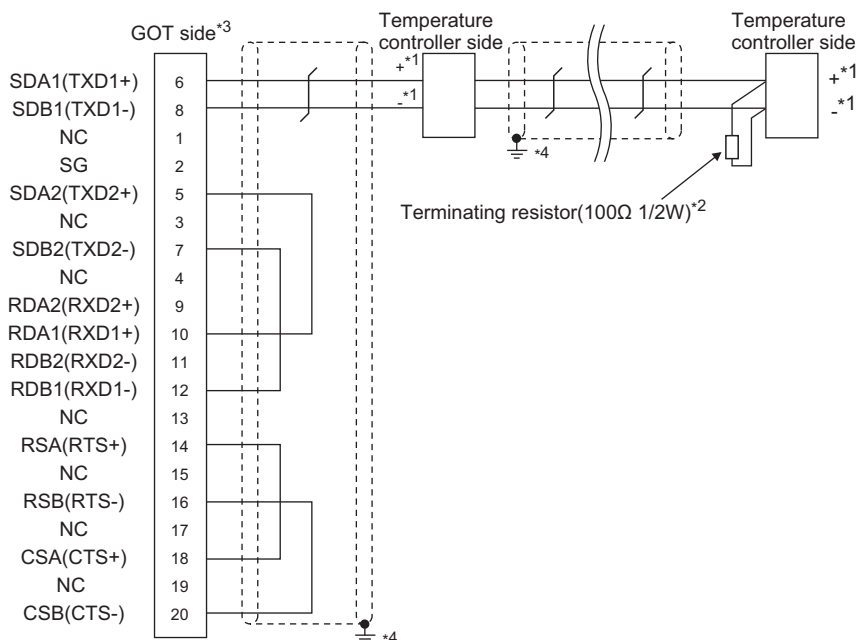 GOT side*3
Temperature controller side
Temperature controller side
SDA1(TXD1+) 6 +*1 +*1
SDB1(TXD1-) 8 -*1 -*1
NC 1
SG 2 *4
SDA2(TXD2+) 5
Terminating resistor(100Ω 1/2W)*2
NC 3
SDB2(TXD2-) 7
NC 4
RDA2(RXD2+) 9
RDA1(RXD1+) 10
RDB2(RXD2-) 11
RDB1(RXD1-) 12
NC 13
RSA(RTS+) 14
NC 15
RSB(RTS-) 16
NC 17
CSA(CTS+) 18
NC 19
CSB(CTS-) 20
*4